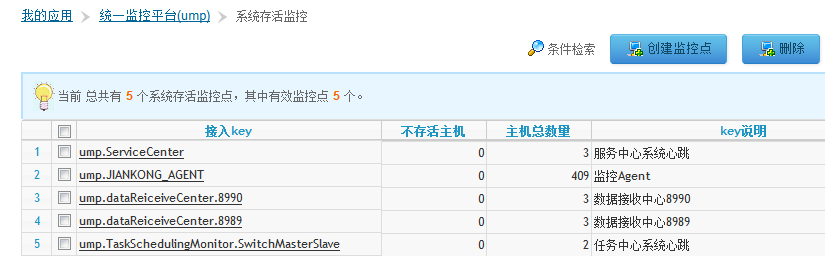 我的应用 统一监控平台(ump) 系统存活监控
条件检索 创建监控点 删除
当前 总共有 5 个系统存活监控点，其中有效监控点 5 个。
接入key 不存活主机 主机总数量 key说明
1 ump.ServiceCenter 0 3 服务中心系统心跳
2 ump.JIANKONG_AGENT 0 409 监控Agent
3 ump.dataReiceiveCenter.8990 0 3 数据接收中心8990
4 ump.dataReiceiveCenter.8989 0 3 数据接收中心8989
5 ump.TaskSchedulingMonitor.SwitchMasterSlave 0 2 任务中心系统心跳